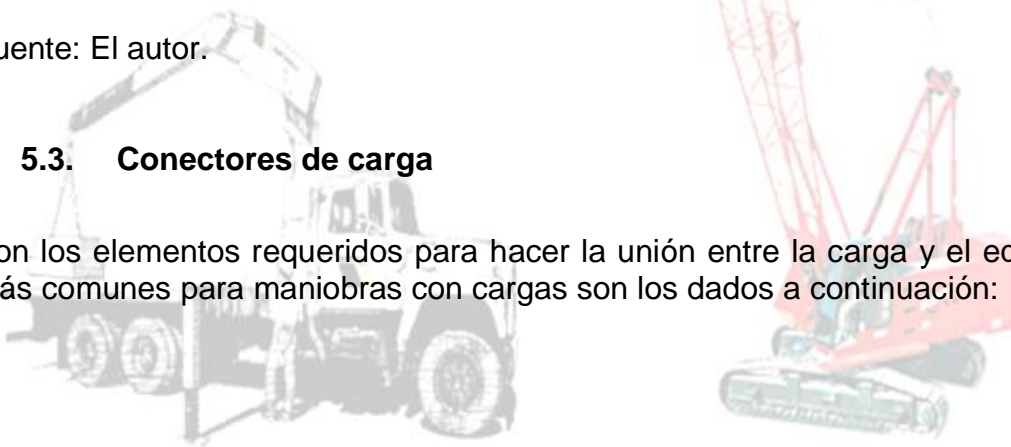 uente: El autor.
5.3. Conectores de carga
on los elementos requeridos para hacer la unión entre la carga y el
ás comunes para maniobras con cargas son los dados a continuación: